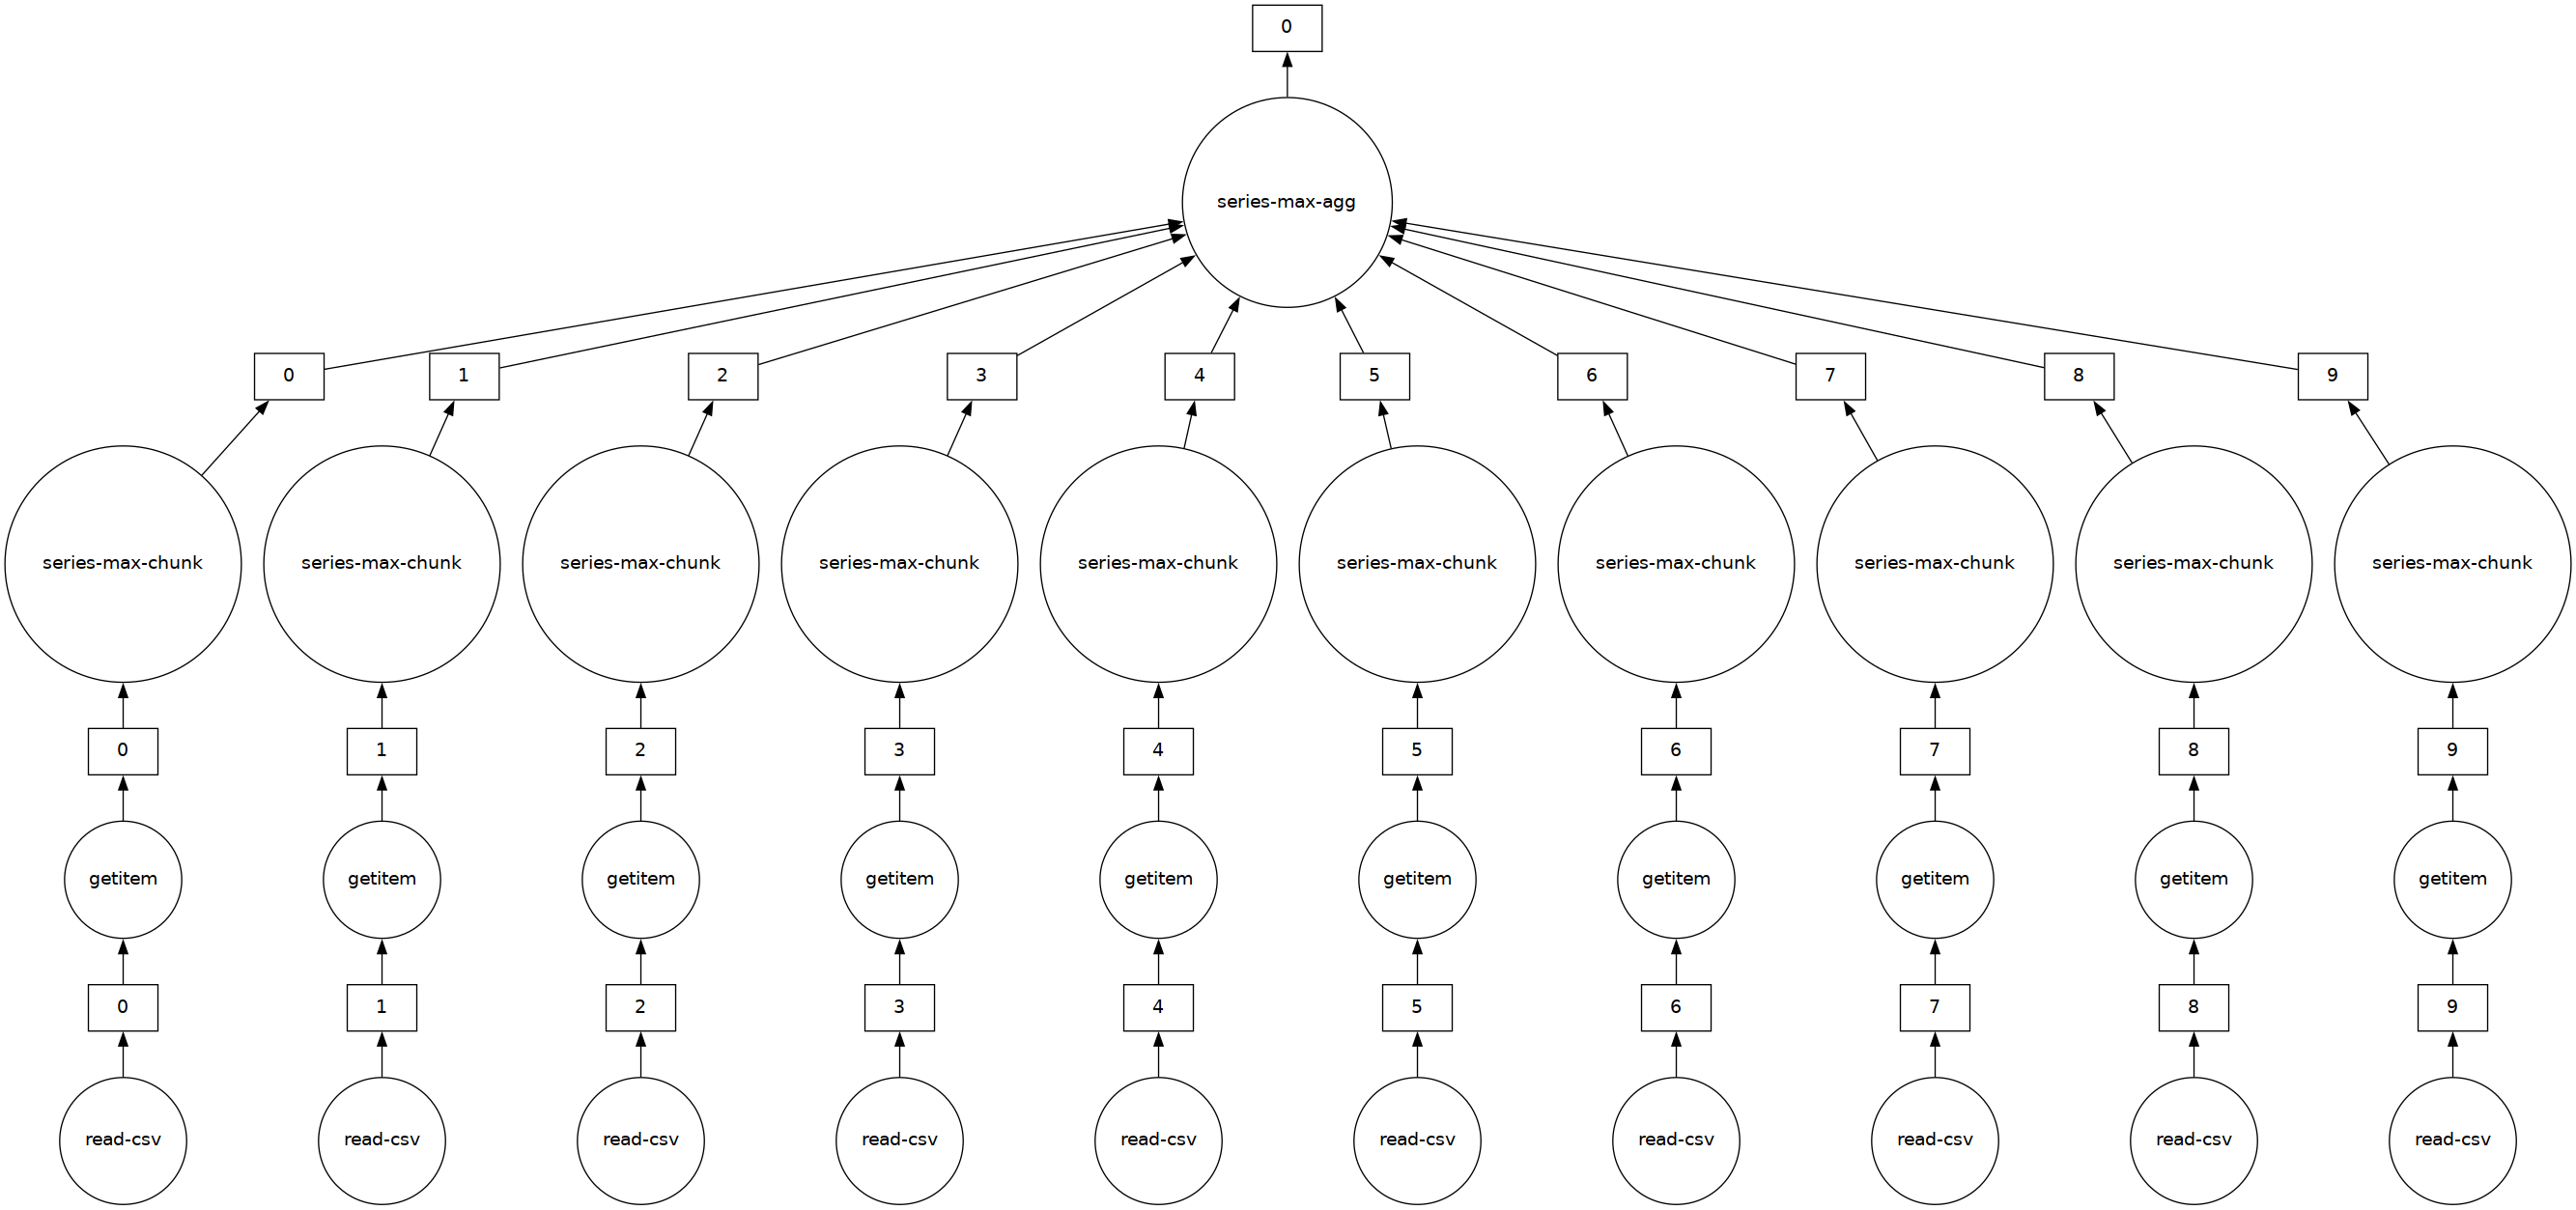 0
series-max-agg
0 1 2 3 4 5 6 7 8 9
series-max-chunk series-max-chunk series-max-chunk series-max-chunk series-max-chunk series-max-chunk series-max-chunk series-max-chunk series-max-chunk series-max-chunk
0 1 2 3 4 5 6 7 8 9
getitem getitem getitem getitem getitem getitem getitem getitem getitem getitem
0 1 2 3 4 5 6 7 8 9
read-csv read-csv read-csv read-csv read-csv read-csv read-csv read-csv read-csv read-csv